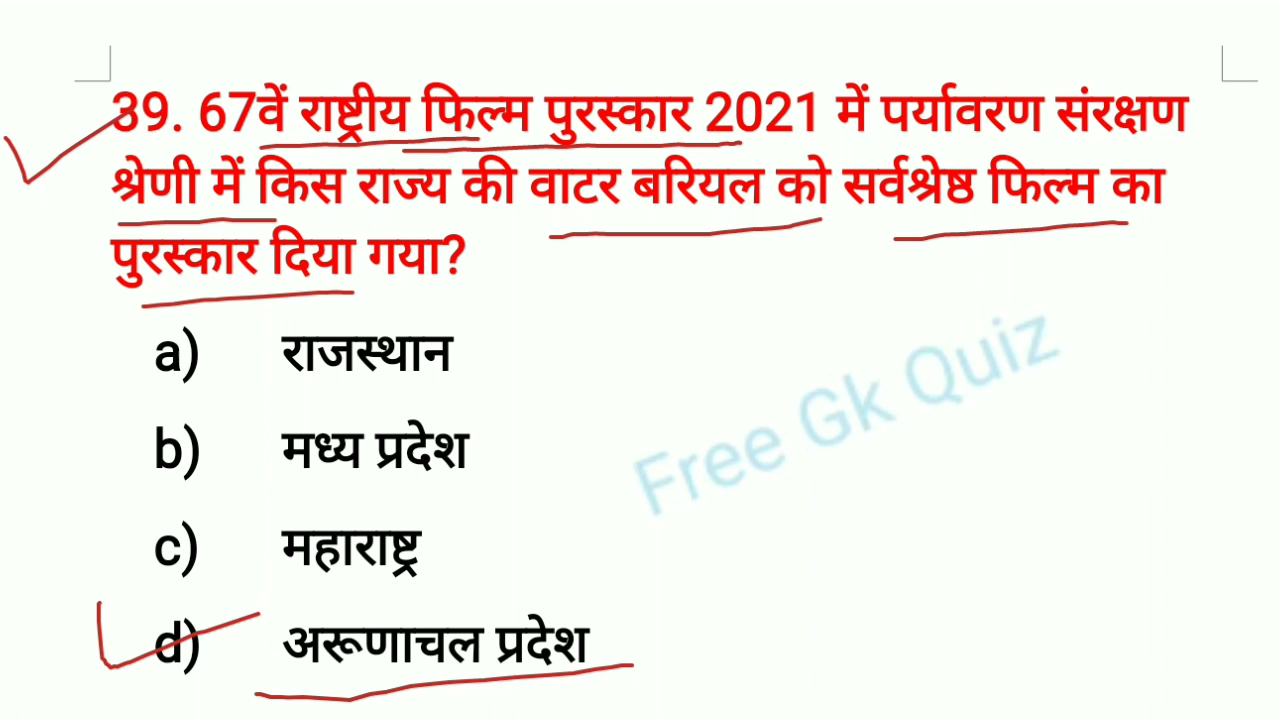 39. 67वें राष्ट्रीय फिल्म पुरस्कार 2021 में पर्यावरण संरक्षण
श्रेणी में किस राज्य की वाटर बरियल को सर्वश्रेष्ठ फिल्म का
पुरस्कार दिया गया?
a) राजस्थान
b) मध्य प्रदेश
c) महाराष्ट्र
d) अरूणाचल प्रदेश
Free Gk Quiz